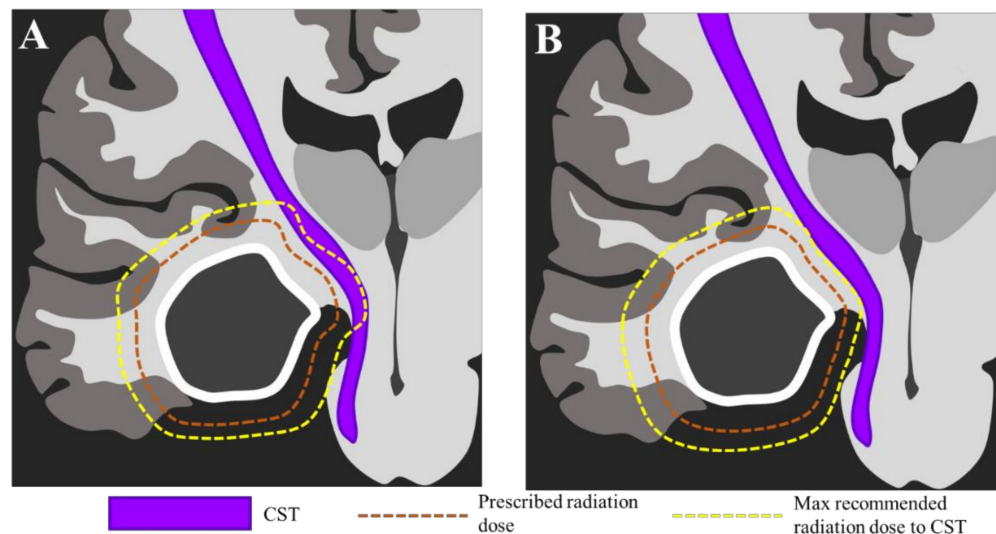 A
B
CST
Prescribed radiation
dose
Max recommended
radiation dose to CST